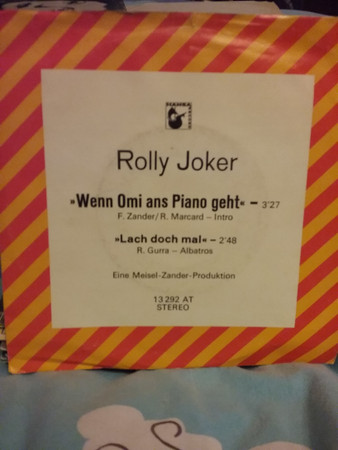 HANSA
Rolly Joker
»Wenn Omi ans Piano geht« – 3'27
F. Zander/R. Marcard – Intro
»Lach doch mal« – 2'48
R. Gurra – Albatros
Eine Meisel-Zander-Produktion
13 292 AT
STEREO